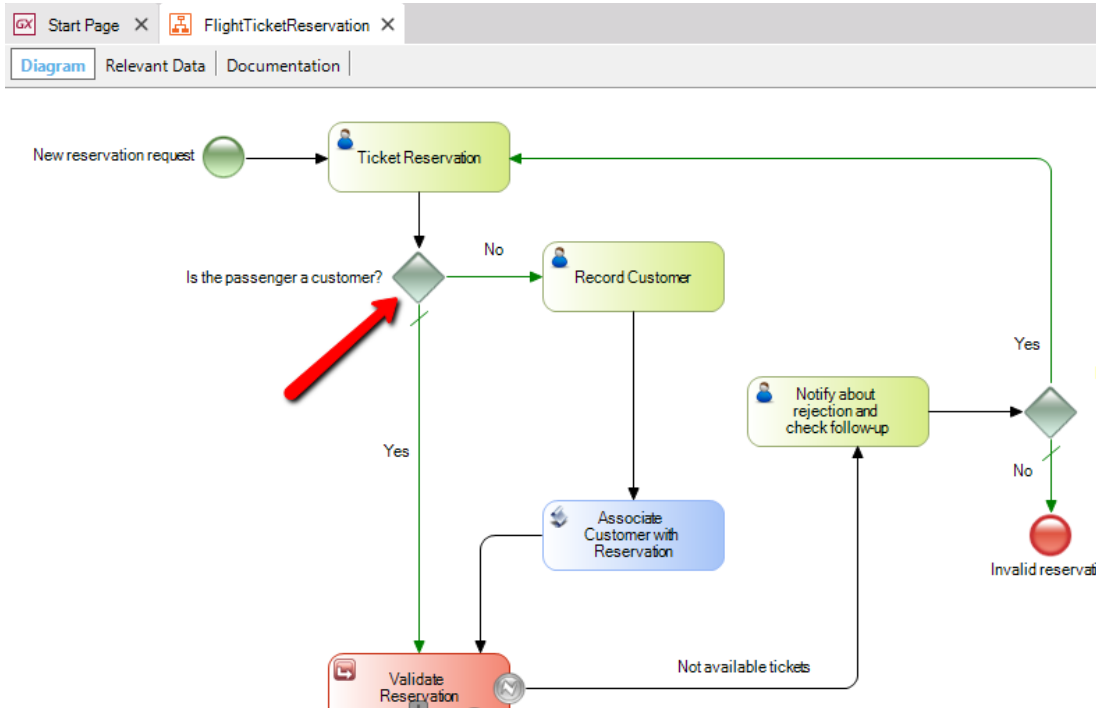 GX Start Page
FlightTicketReservation
Diagram Relevant Data Documentation
New reservation request
Ticket Reservation
Is the passenger a customer?
No
Record Customer
Yes
Notify about
rejection and
check follow-up
Yes
No
Associate
Customer with
Reservation
Invalid reservati
Validate
Reservation
Not available tickets